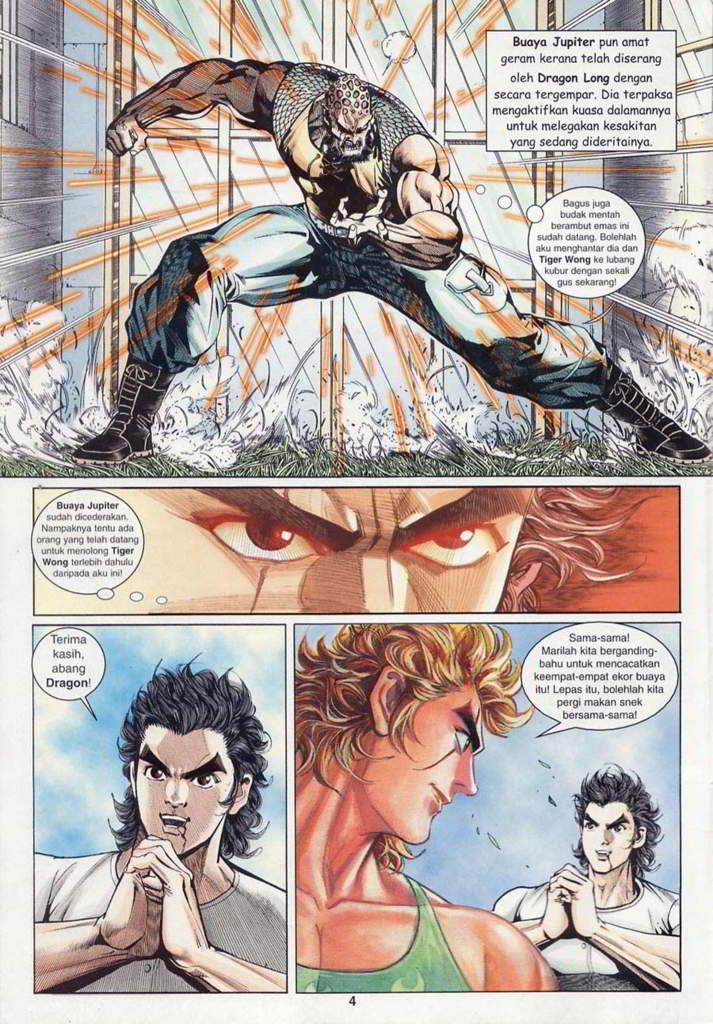 Buaya Jupiter pun amat
geram kerana telah diserang
oleh Dragon Long dengan
secara tergempar. Dia terpaksa
mengaktifkan kuasa dalamannya
untuk melegakan kesakitan
yang sedang dideritainya.
Bagus juga
budak mentah
berambut emas ini
sudah datang. Bolehlah
aku menghantar dia dan
Tiger Wong ke lubang
kubur dengan sekali
gus sekarang!
Buaya Jupiter
sudah dicederakan.
Nampaknya tentu ada
orang yang telah datang
untuk menolong Tiger
Wong terlebih dahulu
daripada aku ini!
Terima
kasih,
abang
Dragon!
Sama-sama!
Marilah kita berganding-
bahu untuk mencacatkan
keempat-empat ekor buaya
itu! Lepas itu, bolehlah kita
pergi makan snek
bersama-sama!
4